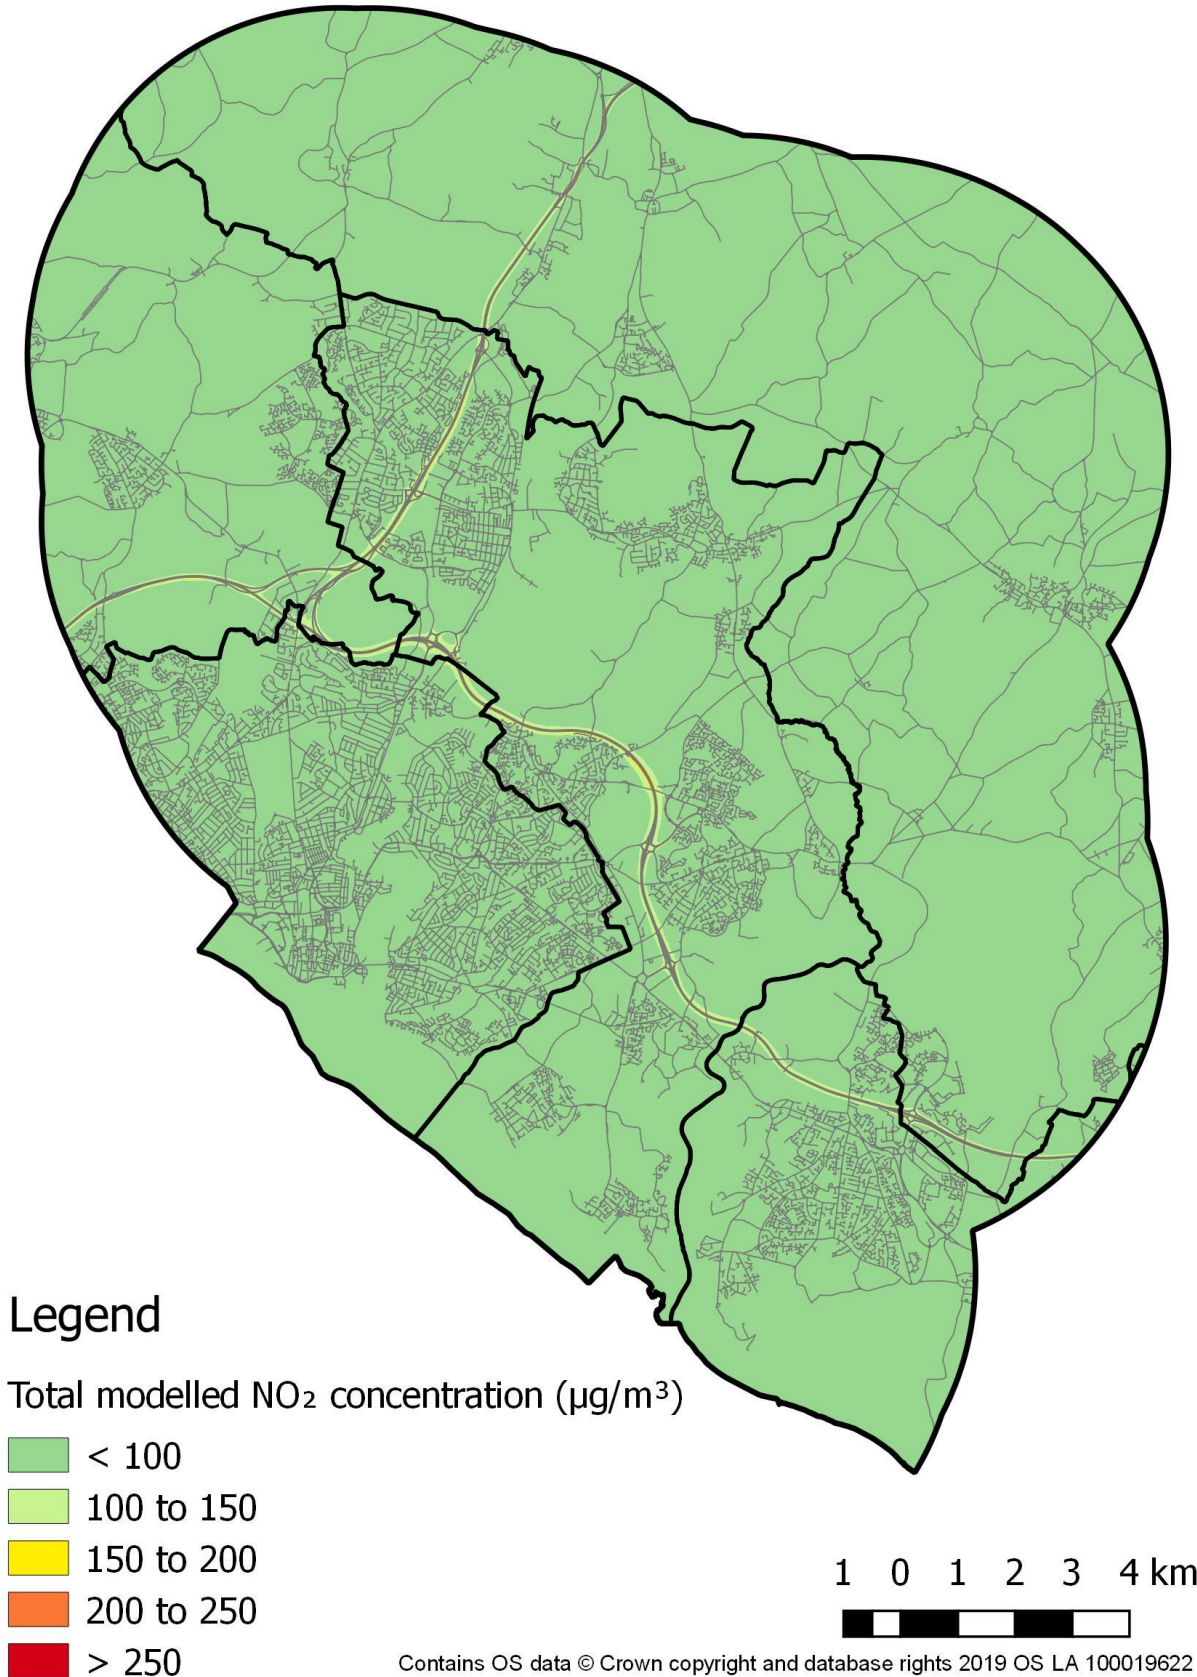 Legend
Total modelled NO₂ concentration (µg/m³)
< 100
100 to 150
150 to 200
200 to 250
> 250
1 0 1 2 3 4 km
Contains OS data © Crown copyright and database rights 2019 OS LA 100019622